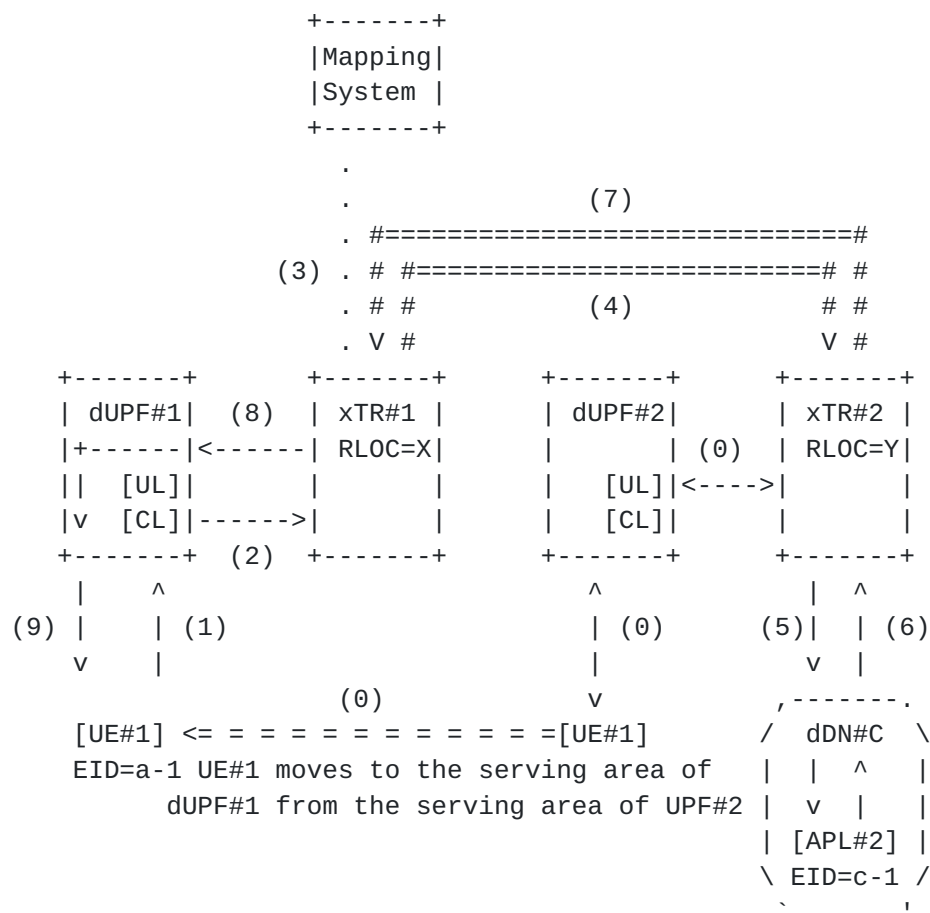 +-------+
|Mapping|
|System |
+-------+
.
. (7)
. #=============================#
(3) . # #=========================# #
. # # (4) # #
. V # V #
+-------+ +-------+ +-------+ +-------+
| dUPF#1| (8) | xTR#1 | | dUPF#2| | xTR#2 |
|+------|<------| RLOC=X| | | (0) | RLOC=Y|
|| [UL]| | | | [UL]|<---->| |
|v [CL]|------>| | | [CL]| | |
+-------+ (2) +-------+ +-------+ +-------+
| ^ ^ | ^
(9) | | (1) | (0) (5)| | (6)
v | | v |
(0) v ,-------.
[UE#1] <= = = = = = = = = = = =[UE#1] / dDN#C \
EID=a-1 UE#1 moves to the serving area of | | ^ |
dUPF#1 from the serving area of UPF#2 | v | |
| [APL#2] |
\ EID=c-1 /